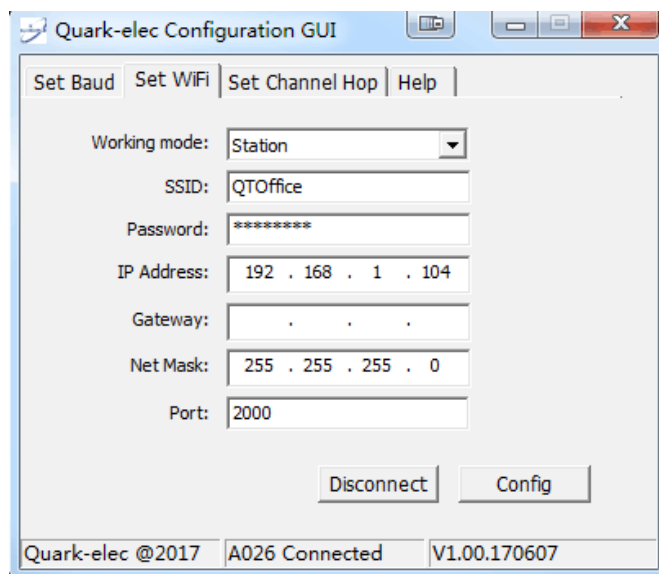 Quark-elec Configuration GUI
Set Baud Set WiFi Set Channel Hop Help
Working mode: Station
SSID: QTOffice
Password: ********
IP Address: 192 . 168 . 1 . 104
Gateway: . . .
Net Mask: 255 . 255 . 255 . 0
Port: 2000
Disconnect Config
Quark-elec @2017 A026 Connected V1.00.170607